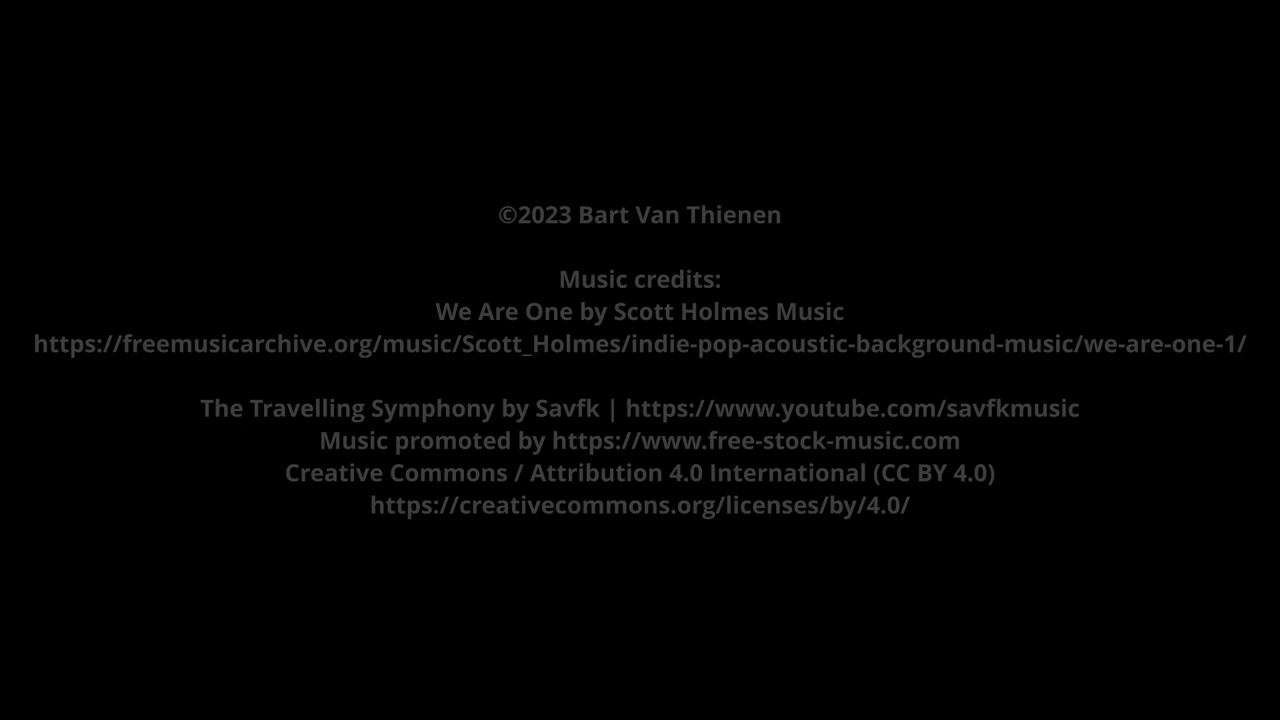 ©2023 Bart Van Thienen
Music credits:
We Are One by Scott Holmes Music
https://freemusicarchive.org/music/Scott_Holmes/indie-pop-acoustic-background-music/we-are-one-1/
The Travelling Symphony by Savfk | https://www.youtube.com/savfkmusic
Music promoted by https://www.free-stock-music.com
Creative Commons / Attribution 4.0 International (CC BY 4.0)
https://creativecommons.org/licenses/by/4.0/